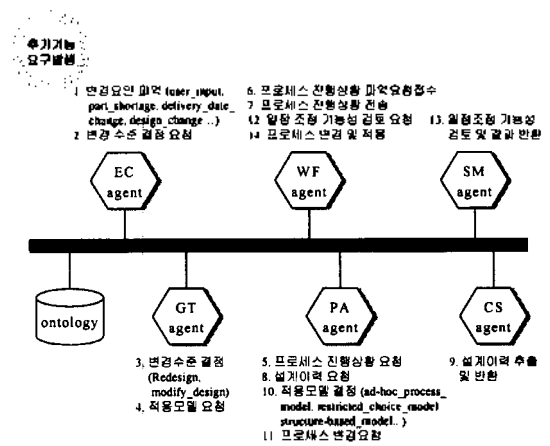 추가기능
요구발생
1. 변경요인 파악 (user_input,
part_shortage, delivery_date_
change, design_change ...)
2. 변경 수준 결정 요청
6. 프로세스 진행상황 파악요청접수
7. 프로세스 진행상황 전송
12. 일정 조정 가능성 검토 요청
14. 프로세스 변경 및 적용
13. 일정조정 가능성
검토 및 결과 반환
EC
agent
WF
agent
SM
agent
ontology
GT
agent
PA
agent
CS
agent
3. 변경수준 결정
(Redesign,
modify_design)
4. 적용모델 요청
5. 프로세스 진행상황 요청
8. 설계이력 요청
10. 적용모델 결정 (ad-hoc_process_
model, restricted_choice_model
structure-based_model.. )
11. 프로세스 변경요청
9. 설계이력 추출
및 반환